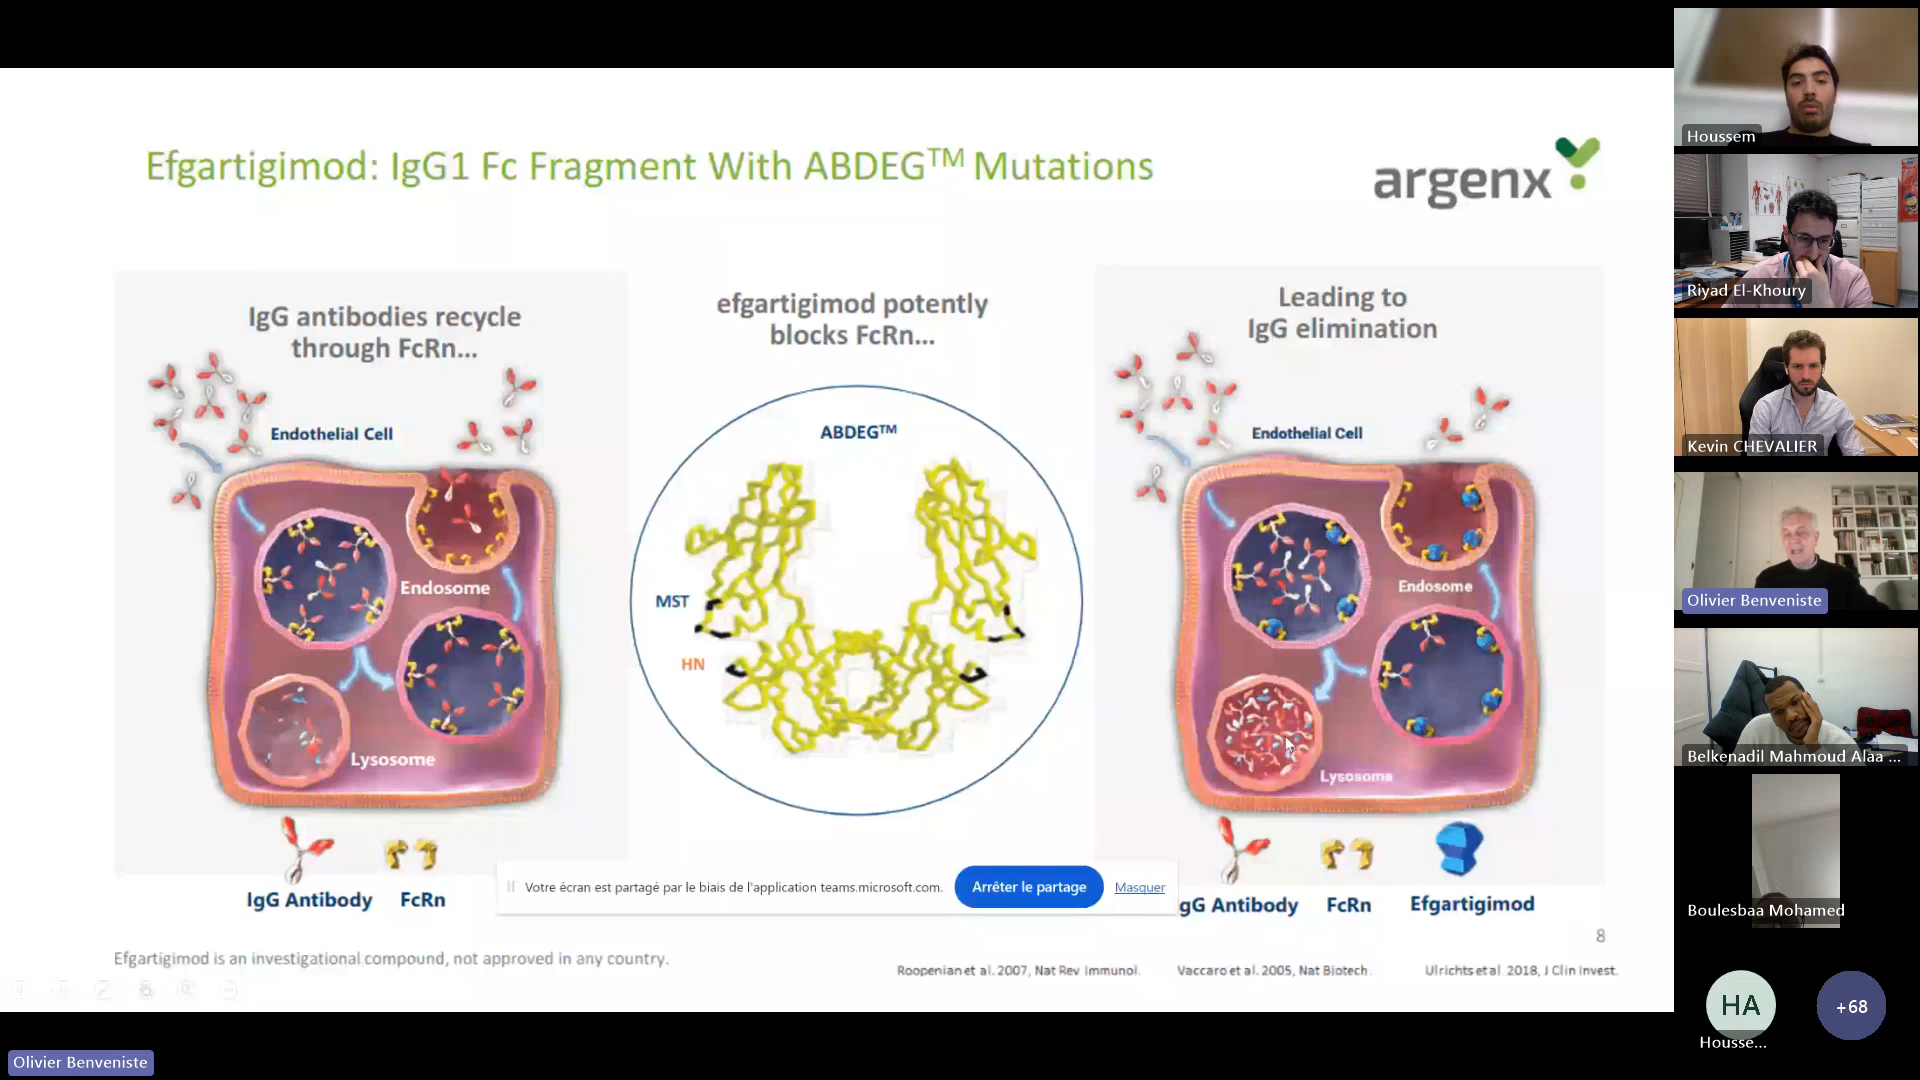 Efgartigimod: IgG1 Fc Fragment With ABDEG™ Mutations
argenx
IgG antibodies recycle
through FcRn...
Endothelial Cell
Endosome
Lysosome
IgG Antibody
FcRn
efgartigimod potently
blocks FcRn...
ABDEG™
MST
HN
Leading to
IgG elimination
Endothelial Cell
Endosome
Lysosome
gG Antibody
FcRn
Efgartigimod
Votre écran est partagé par le biais de l'application teams.microsoft.com.
Arrêter le partage
Masquer
8
Efgartigimod is an investigational compound, not approved in any country.
Roopenian et al. 2007, Nat Rev Immunol.
Vaccaro et al. 2005, Nat Biotech.
Ulrichts et al. 2018, J Clin Invest.
Olivier Benveniste
Houssem
Riyad El-Khoury
Kevin CHEVALIER
Olivier Benveniste
Belkenadil Mahmoud Alaa ...
Boulesbaa Mohamed
HA
Housse...
+68